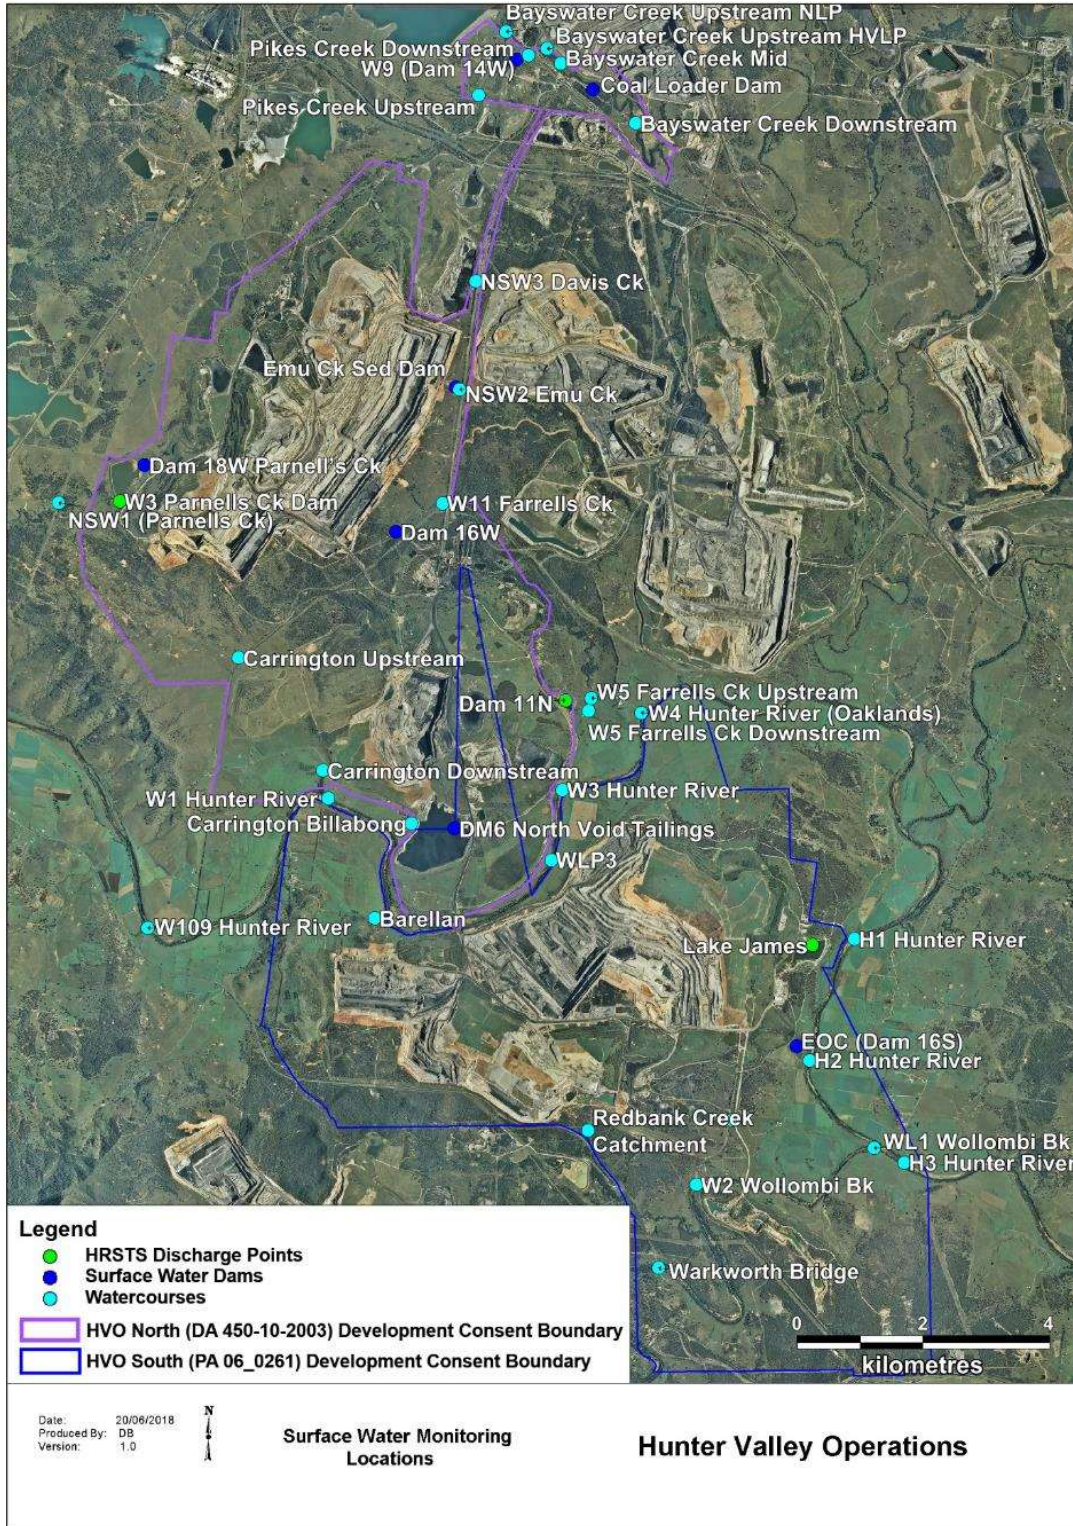 Bayswater Creek Upstream NLP
Bayswater Creek Upstream HVLP
Pikes Creek Downstream
W9 (Dam 14W)
Bayswater Creek Mid
Coal Loader Dam
Pikes Creek Upstream
Bayswater Creek Downstream
NSW3 Davis Ck
Emu Ck Sed Dam
NSW2 Emu Ck
Dam 18W Parnell's Ck
W3 Parnells Ck Dam
NSW1 (Parnells Ck)
W11 Farrells Ck
Dam 16W
Carrington Upstream
Dam 11N
W5 Farrells Ck Upstream
W4 Hunter River (Oaklands)
W5 Farrells Ck Downstream
Carrington Downstream
W1 Hunter River
W3 Hunter River
Carrington Billabong
DM6 North Void Tailings
WLP3
Barellan
W109 Hunter River
Lake James
H1 Hunter River
EOC (Dam 16S)
H2 Hunter River
Redbank Creek
Catchment
WL1 Wollombi Bk
H3 Hunter River
W2 Wollombi Bk
Warkworth Bridge
Legend
HRSTS Discharge Points
Surface Water Dams
Watercourses
HVO North (DA 450-10-2003) Development Consent Boundary
HVO South (PA 06_0261) Development Consent Boundary
0 2 4
kilometres
Date: 20/06/2018
Produced By: DB
Version: 1.0
N
Surface Water Monitoring
Locations
Hunter Valley Operations